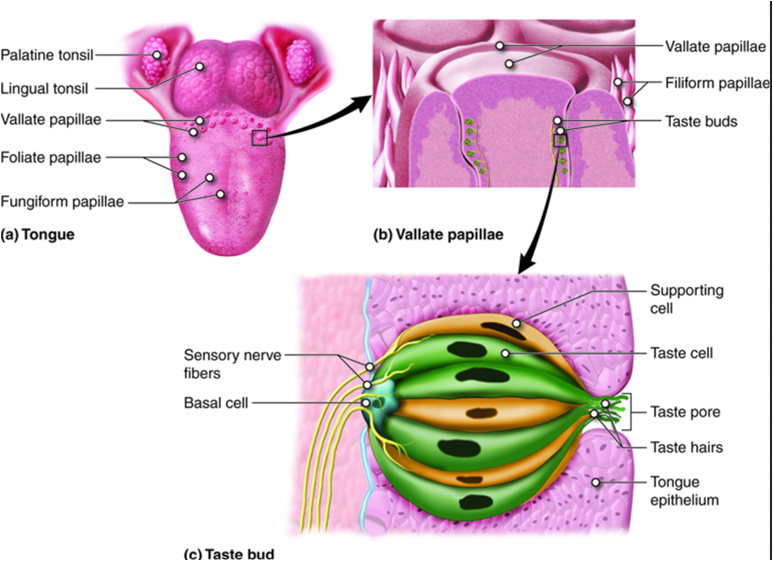 Palatine tonsil
Lingual tonsil
Vallate papillae
Foliate papillae
Fungiform papillae
(a) Tongue
Vallate papillae
Filiform papillae
Taste buds
(b) Vallate papillae
Sensory nerve
fibers
Basal cell
Supporting
cell
Taste cell
Taste pore
Taste hairs
Tongue
epithelium
(c) Taste bud